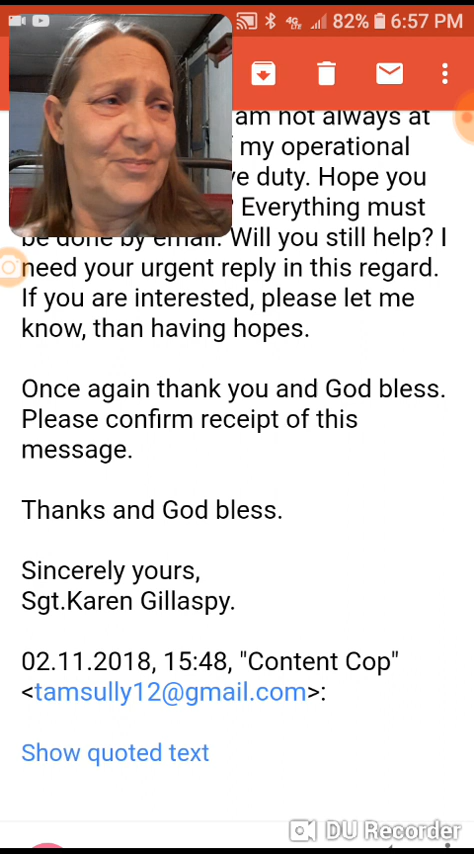 4G 82% 6:57 PM
am not always at
my operational
e duty. Hope you
? Everything must
be done by email. Will you still help? I
need your urgent reply in this regard.
If you are interested, please let me
know, than having hopes.
Once again thank you and God bless.
Please confirm receipt of this
message.
Thanks and God bless.
Sincerely yours,
Sgt.Karen Gillaspy.
02.11.2018, 15:48, "Content Cop"
<tamsully12@gmail.com>:
Show quoted text
DU Recorder